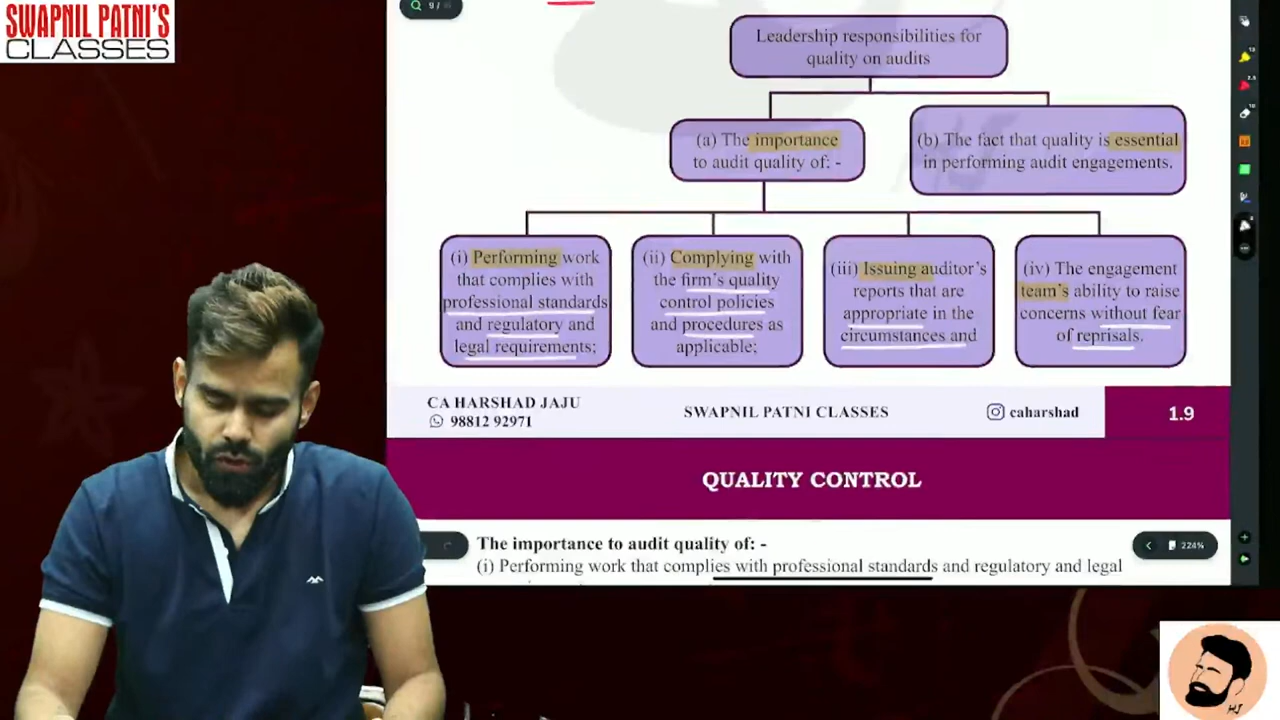 SWAPNIL PATNI'S
CLASSES
9 /
Leadership responsibilities for
quality on audits
(a) The importance
to audit quality of: -
(b) The fact that quality is essential
in performing audit engagements.
(i) Performing work
that complies with
professional standards
and regulatory and
legal requirements;
(ii) Complying with
the firm's quality
control policies
and procedures as
applicable;
(iii) Issuing auditor's
reports that are
appropriate in the
circumstances and
(iv) The engagement
team's ability to raise
concerns without fear
of reprisals.
CA HARSHAD JAJU
98812 92971
SWAPNIL PATNI CLASSES
caharshad
1.9
QUALITY CONTROL
The importance to audit quality of: -
224%
(i) Performing work that complies with professional standards and regulatory and legal
HJ